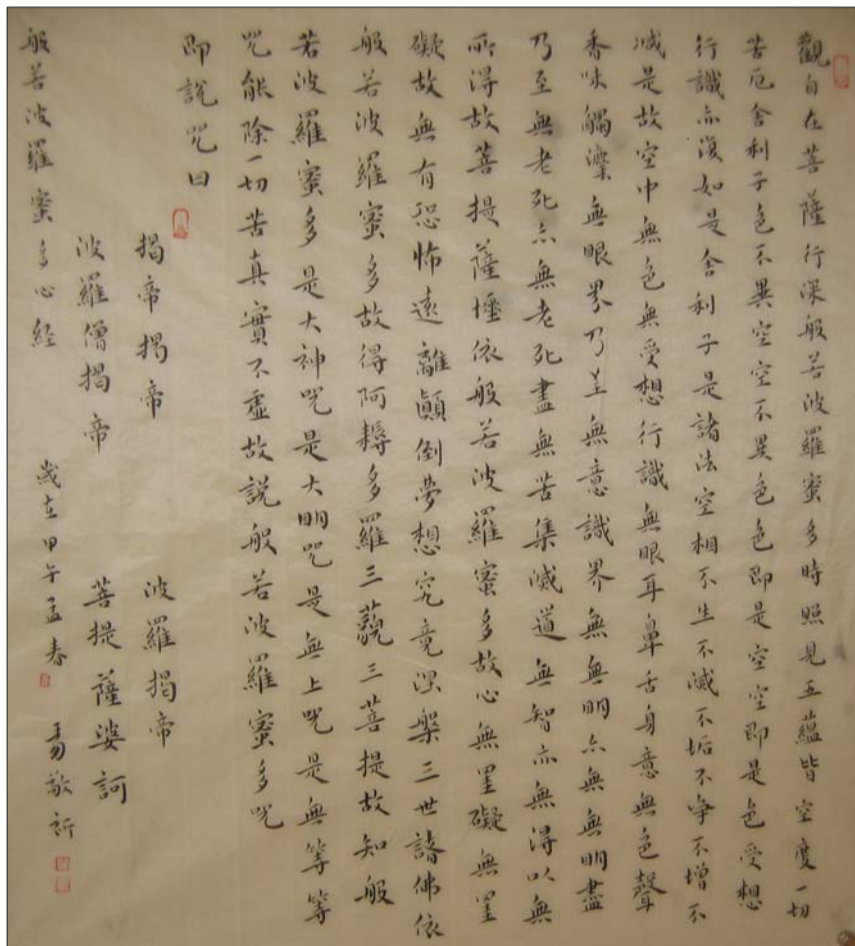 觀自在菩薩行深般若波羅蜜多時照見五蘊皆空度一切
苦厄舍利子色不異空空不異色色即是空空即是色受想
行識亦復如是舍利子是諸法空相不生不滅不垢不爭不增不
減是故空中無色無受想行識無眼耳鼻舌身意無色聲
香味觸塵無眼界乃至無意識界無無明亦無無明盡
乃至無老死亦無老死盡無苦集滅道無智亦無得以無
所得故菩提薩埵依般若波羅蜜多故心無罣礙無罣
礙故無有恐怖遠離顛倒夢想究竟涅槃三世諸佛依
般若波羅蜜多故得阿耨多羅三藐三菩提故知般
若波羅蜜多是大神咒是大明咒是無上咒是無等等
咒能除一切苦真實不虛故說般若波羅蜜多咒
即說咒曰
揭帝揭帝 波羅揭帝
波羅僧揭帝 菩提薩婆訶
般若波羅蜜多心経 歲在甲午孟春 敬訢